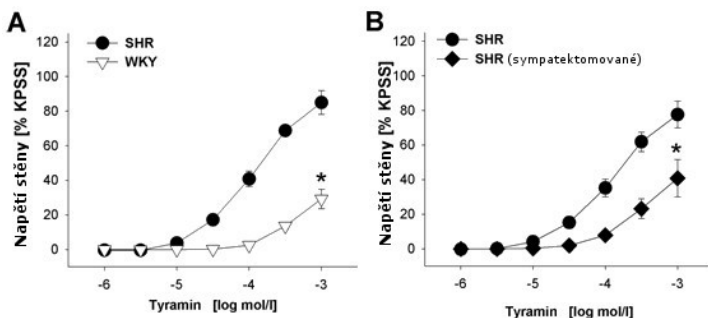 A
SHR
WKY
Napětí stěny [% KPSS]
120
100
80
60
40
20
0
*
-6
-5
-4
-3
Tyramin [log mol/l]
B
SHR
SHR (sympatektomované)
Napětí stěny [% KPSS]
120
100
80
60
40
20
0
*
-6
-5
-4
-3
Tyramin [log mol/l]